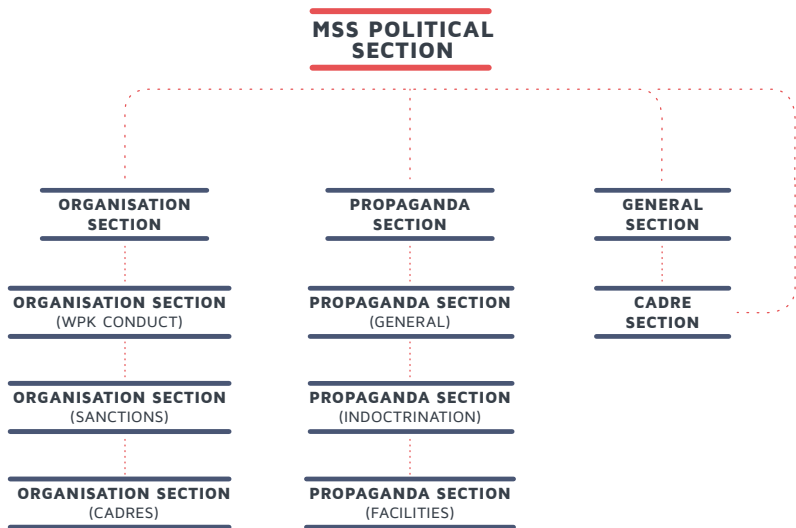 MSS POLITICAL
SECTION
ORGANISATION
SECTION
PROPAGANDA
SECTION
GENERAL
SECTION
ORGANISATION SECTION
(WPK CONDUCT)
PROPAGANDA SECTION
(GENERAL)
CADRE
SECTION
ORGANISATION SECTION
(SANCTIONS)
PROPAGANDA SECTION
(INDOCTRINATION)
ORGANISATION SECTION
(CADRES)
PROPAGANDA SECTION
(FACILITIES)